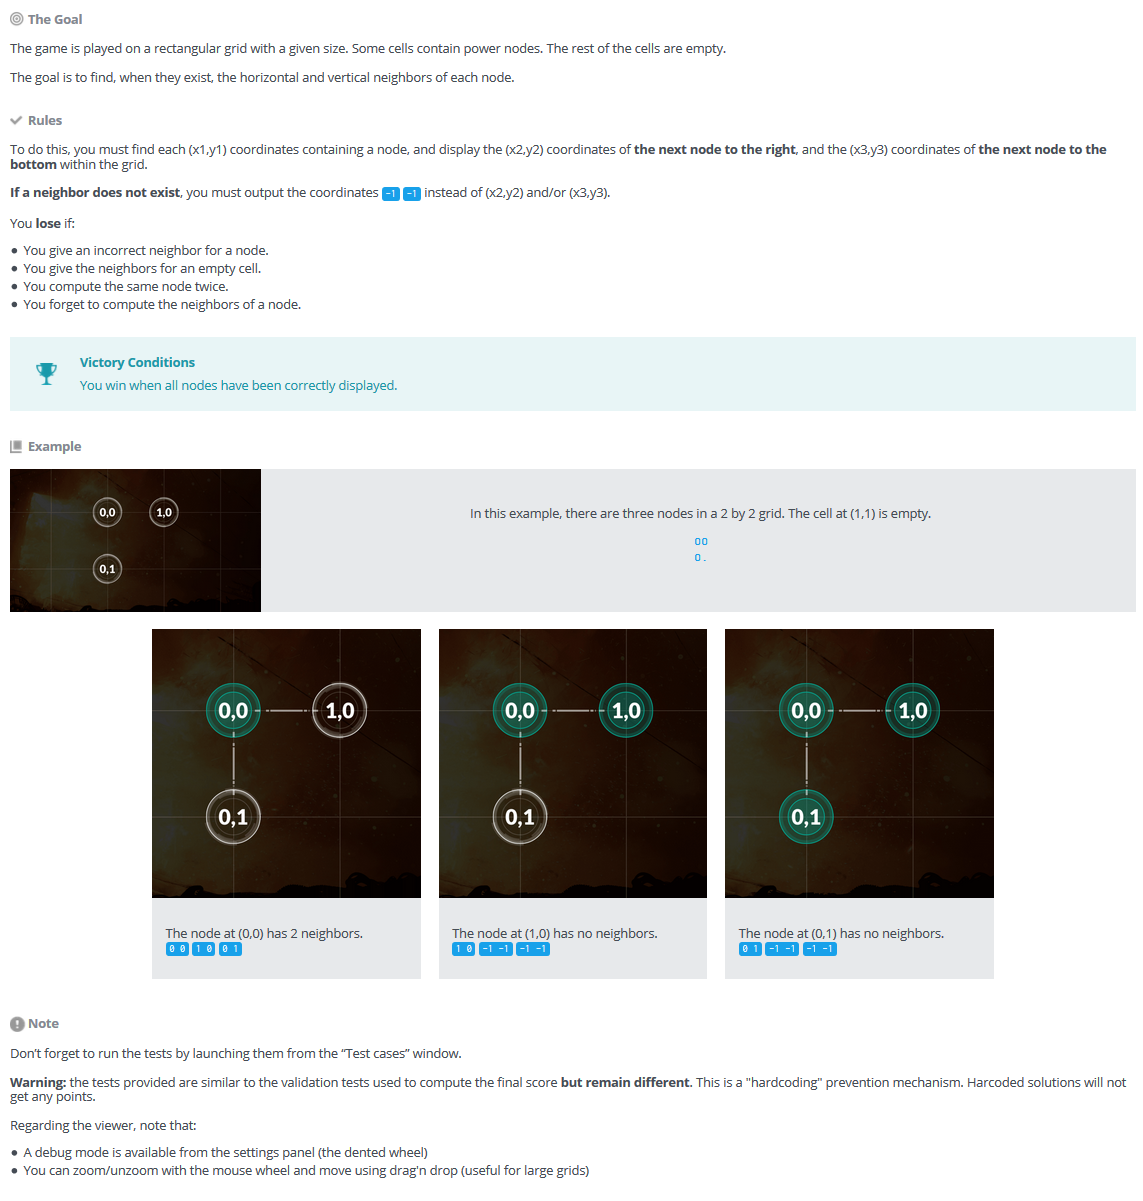 The Goal
The game is played on a rectangular grid with a given size. Some cells contain power nodes. The rest of the cells are empty.
The goal is to find, when they exist, the horizontal and vertical neighbors of each node.
Rules
To do this, you must find each (x1,y1) coordinates containing a node, and display the (x2,y2) coordinates of the next node to the right, and the (x3,y3) coordinates of the next node to the
bottom within the grid.
If a neighbor does not exist, you must output the coordinates -1 -1 instead of (x2,y2) and/or (x3,y3).
You lose if:
• You give an incorrect neighbor for a node.
• You give the neighbors for an empty cell.
• You compute the same node twice.
• You forget to compute the neighbors of a node.
Victory Conditions
You win when all nodes have been correctly displayed.
Example
0,0 1,0
0,1
In this example, there are three nodes in a 2 by 2 grid. The cell at (1,1) is empty.
00
0.
0,0 1,0
0,1
The node at (0,0) has 2 neighbors.
0 0 1 0 0 1
0,0 1,0
0,1
The node at (1,0) has no neighbors.
1 0 -1 -1 -1 -1
0,0 1,0
0,1
The node at (0,1) has no neighbors.
0 1 -1 -1 -1 -1
Note
Don't forget to run the tests by launching them from the "Test cases" window.
Warning: the tests provided are similar to the validation tests used to compute the final score but remain different. This is a "hardcoding" prevention mechanism. Harcoded solutions will not
get any points.
Regarding the viewer, note that:
• A debug mode is available from the settings panel (the dented wheel)
• You can zoom/unzoom with the mouse wheel and move using drag'n drop (useful for large grids)